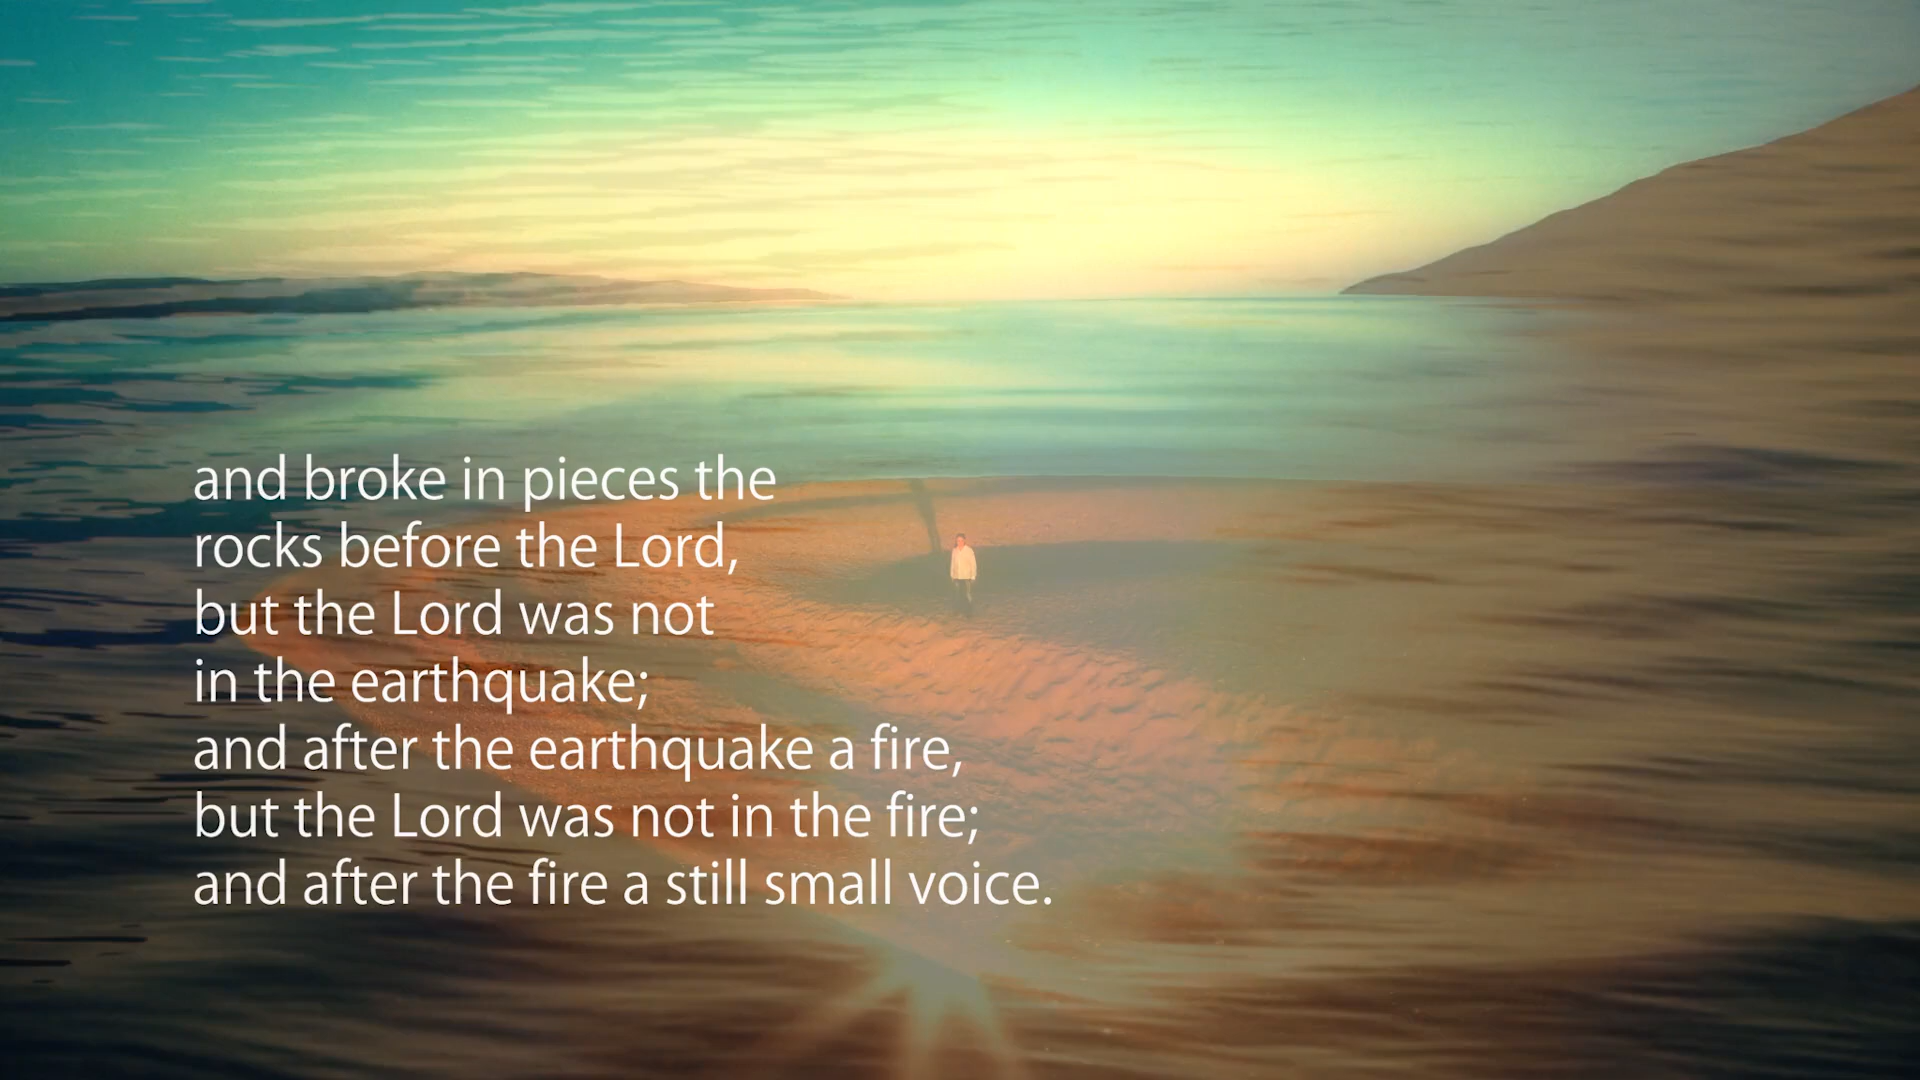 and broke in pieces the
rocks before the Lord,
but the Lord was not
in the earthquake;
and after the earthquake a fire,
but the Lord was not in the fire;
and after the fire a still small voice.